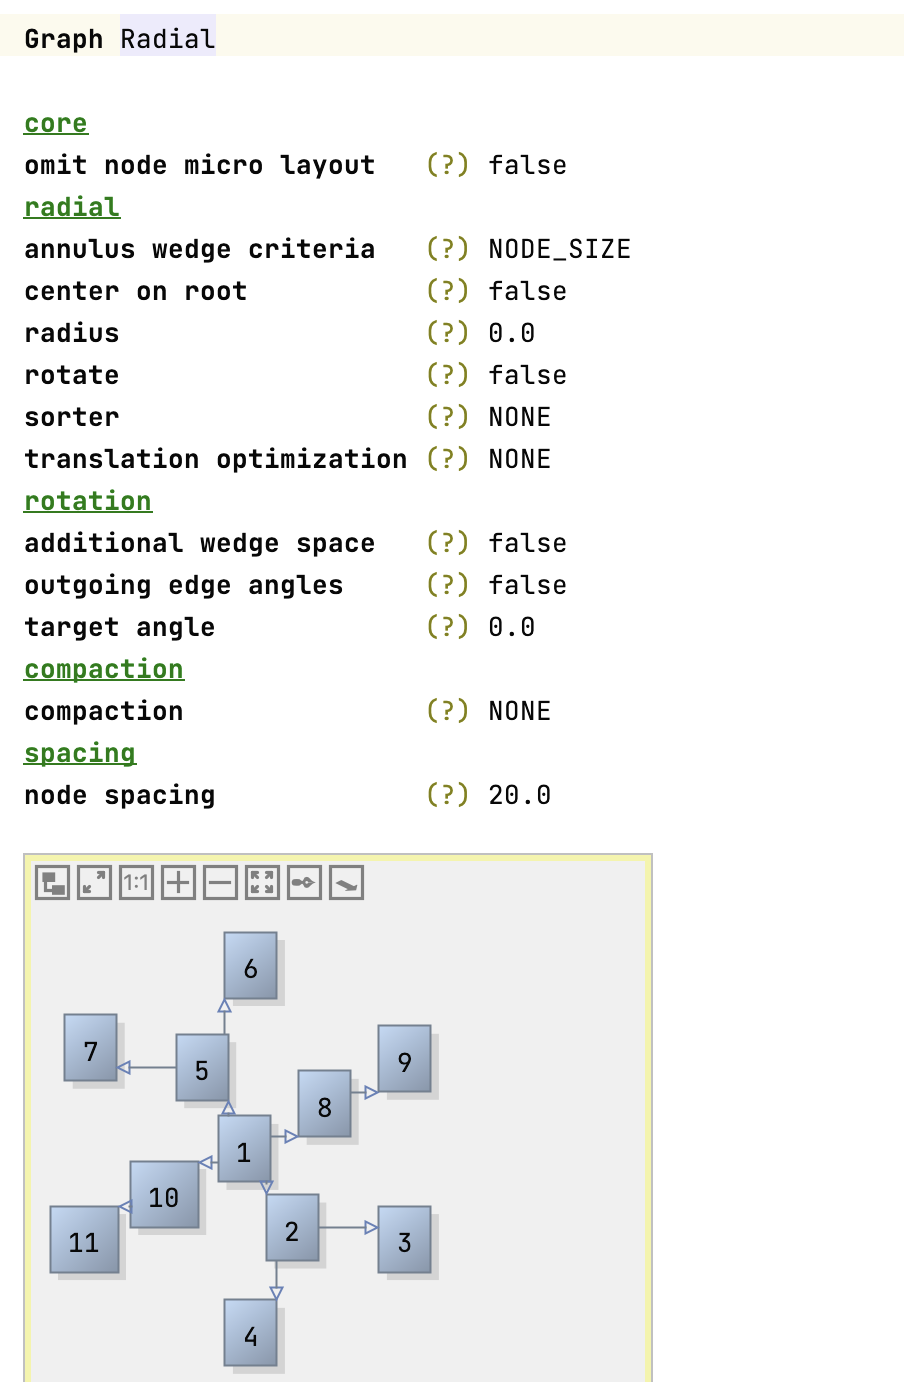 Graph Radial
core
omit node micro layout (?) false
radial
annulus wedge criteria (?) NODE_SIZE
center on root (?) false
radius (?) 0.0
rotate (?) false
sorter (?) NONE
translation optimization (?) NONE
rotation
additional wedge space (?) false
outgoing edge angles (?) false
target angle (?) 0.0
compaction
compaction (?) NONE
spacing
node spacing (?) 20.0
1:1
6
7
5
9
8
1
10
11
2
3
4